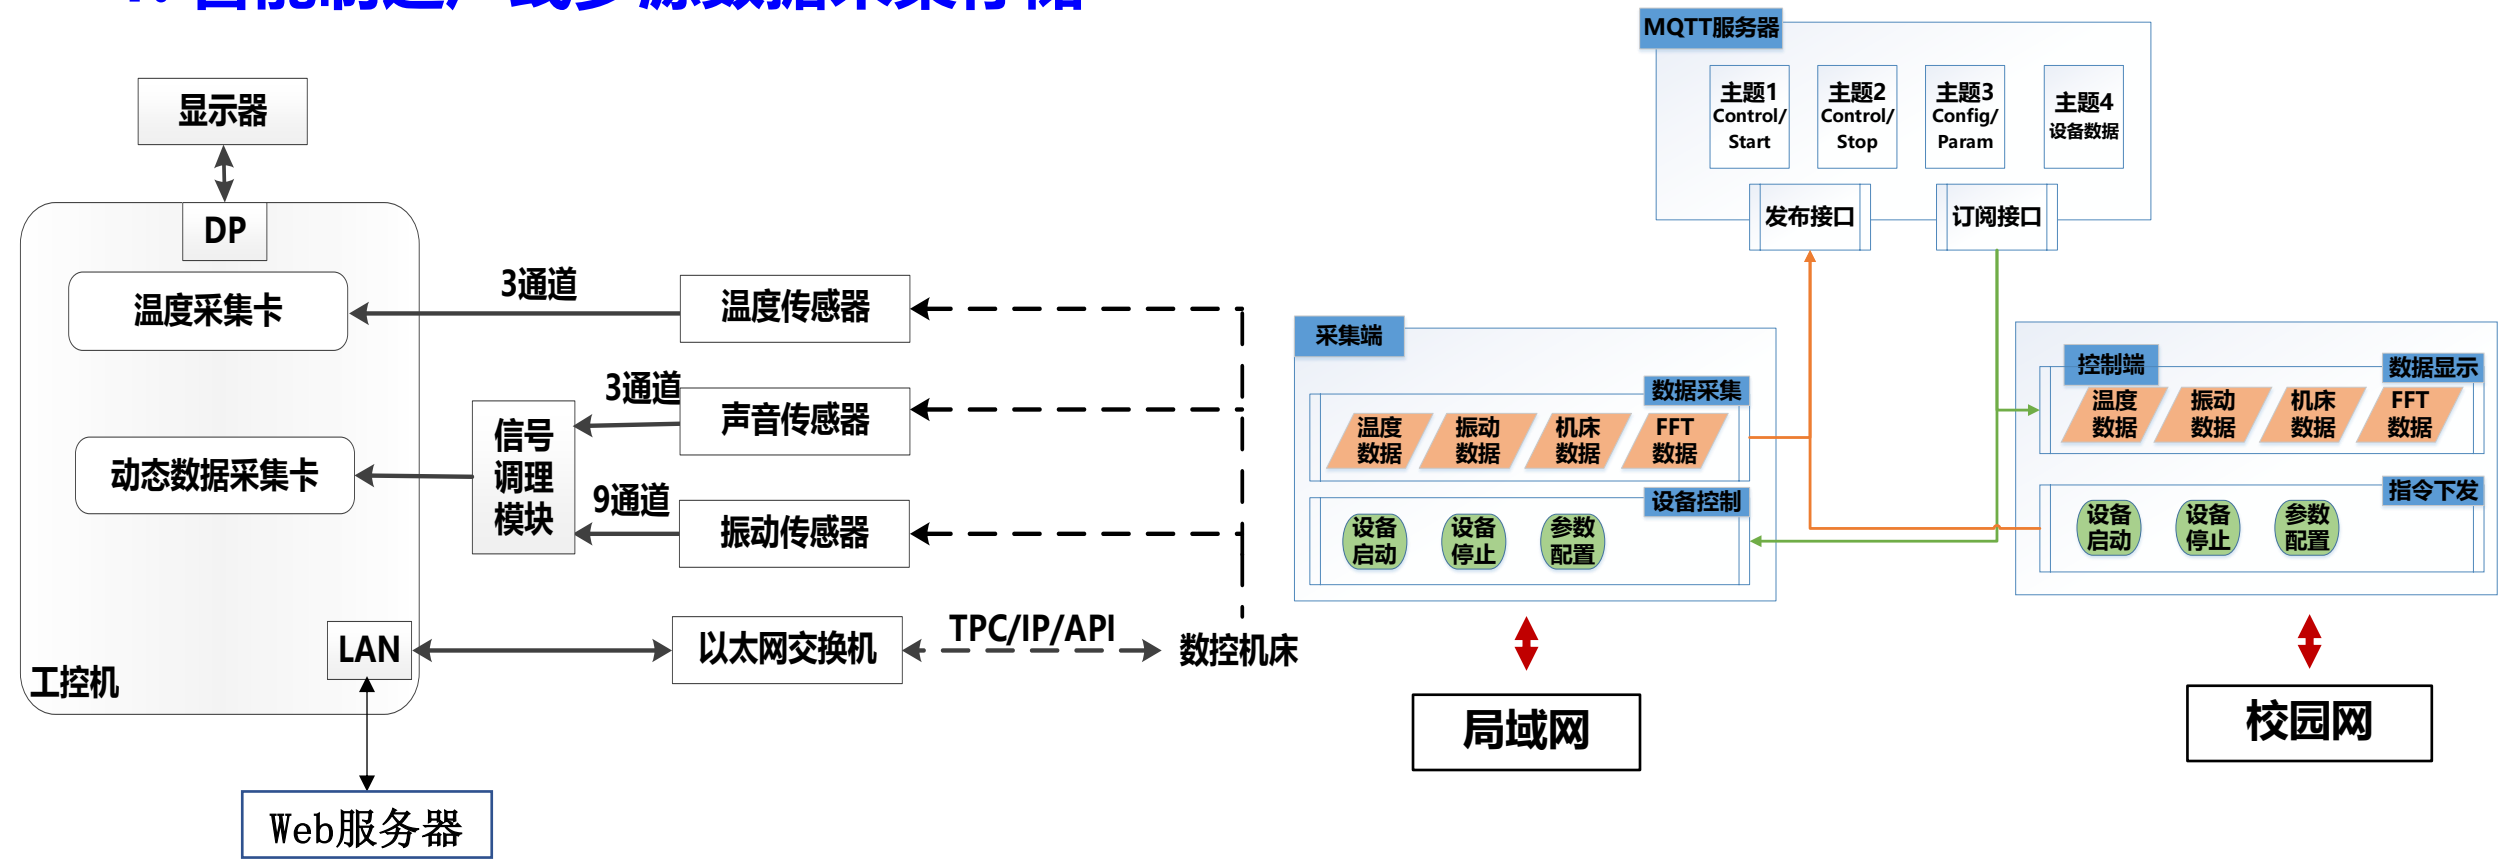 显示器
DP
温度采集卡
3通道
温度传感器
3通道
声音传感器
信号
调理
模块
动态数据采集卡
9通道
振动传感器
LAN
工控机
以太网交换机
TPC/IP/API
数控机床
Web服务器
MQTT服务器
主题1
Control/
Start
主题2
Control/
Stop
主题3
Config/
Param
主题4
设备数据
发布接口
订阅接口
采集端
数据采集
温度
数据
振动
数据
机床
数据
FFT
数据
设备控制
设备
启动
设备
停止
参数
配置
控制端
数据显示
温度
数据
振动
数据
机床
数据
FFT
数据
指令下发
设备
启动
设备
停止
参数
配置
局域网
校园网